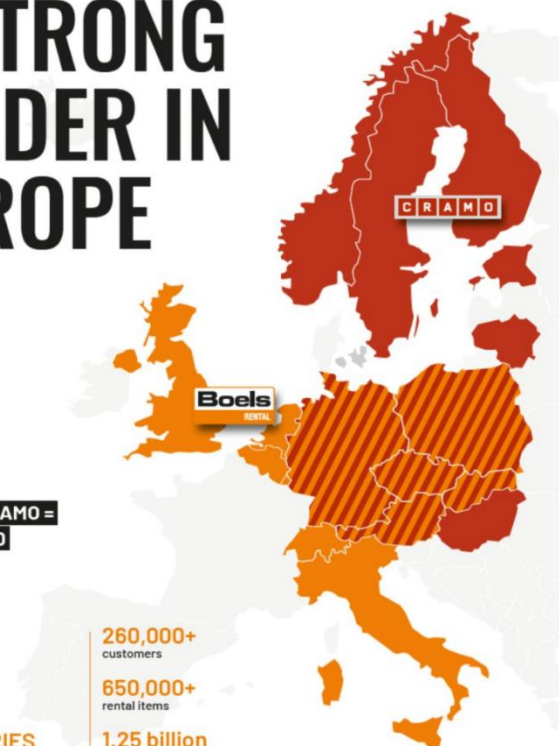 TRONG
DER IN
ROPE
CRAMO
Boels
RENTAL
AMO =
260,000+
customers
650,000+
rental items
1.25 billion